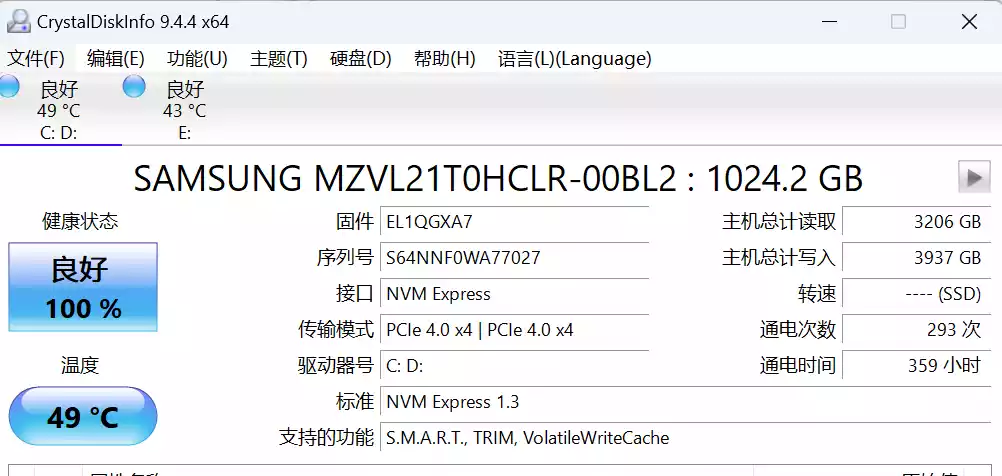 CrystalDiskInfo 9.4.4 x64
文件(F) 编辑(E) 功能(U) 主题(T) 硬盘(D) 帮助(H) 语言(L)(Language)
良好 良好
49 °C 43 °C
C: D: E:
SAMSUNG MZVL21T0HCLR-00BL2 : 1024.2 GB
健康状态 固件 EL1QGXA7 主机总计读取 3206 GB
良好 序列号 S64NNF0WA77027 主机总计写入 3937 GB
100 % 接口 NVM Express 转速 ---- (SSD)
传输模式 PCIe 4.0 x4 | PCIe 4.0 x4 通电次数 293 次
温度 驱动器号 C: D: 通电时间 359 小时
49 °C 标准 NVM Express 1.3
支持的功能 S.M.A.R.T., TRIM, VolatileWriteCache